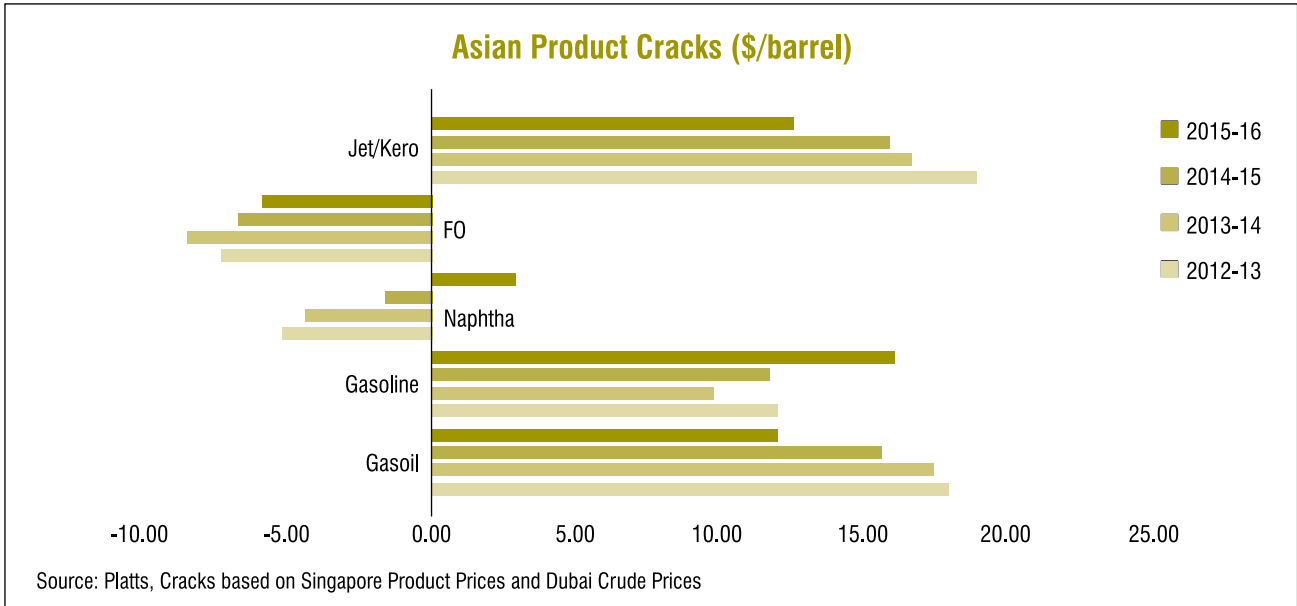 Asian Product Cracks ($/barrel)
Jet/Kero
FO
Naphtha
Gasoline
Gasoil
2015-16
2014-15
2013-14
2012-13
-10.00 -5.00 0.00 5.00 10.00 15.00 20.00 25.00
Source: Platts, Cracks based on Singapore Product Prices and Dubai Crude Prices